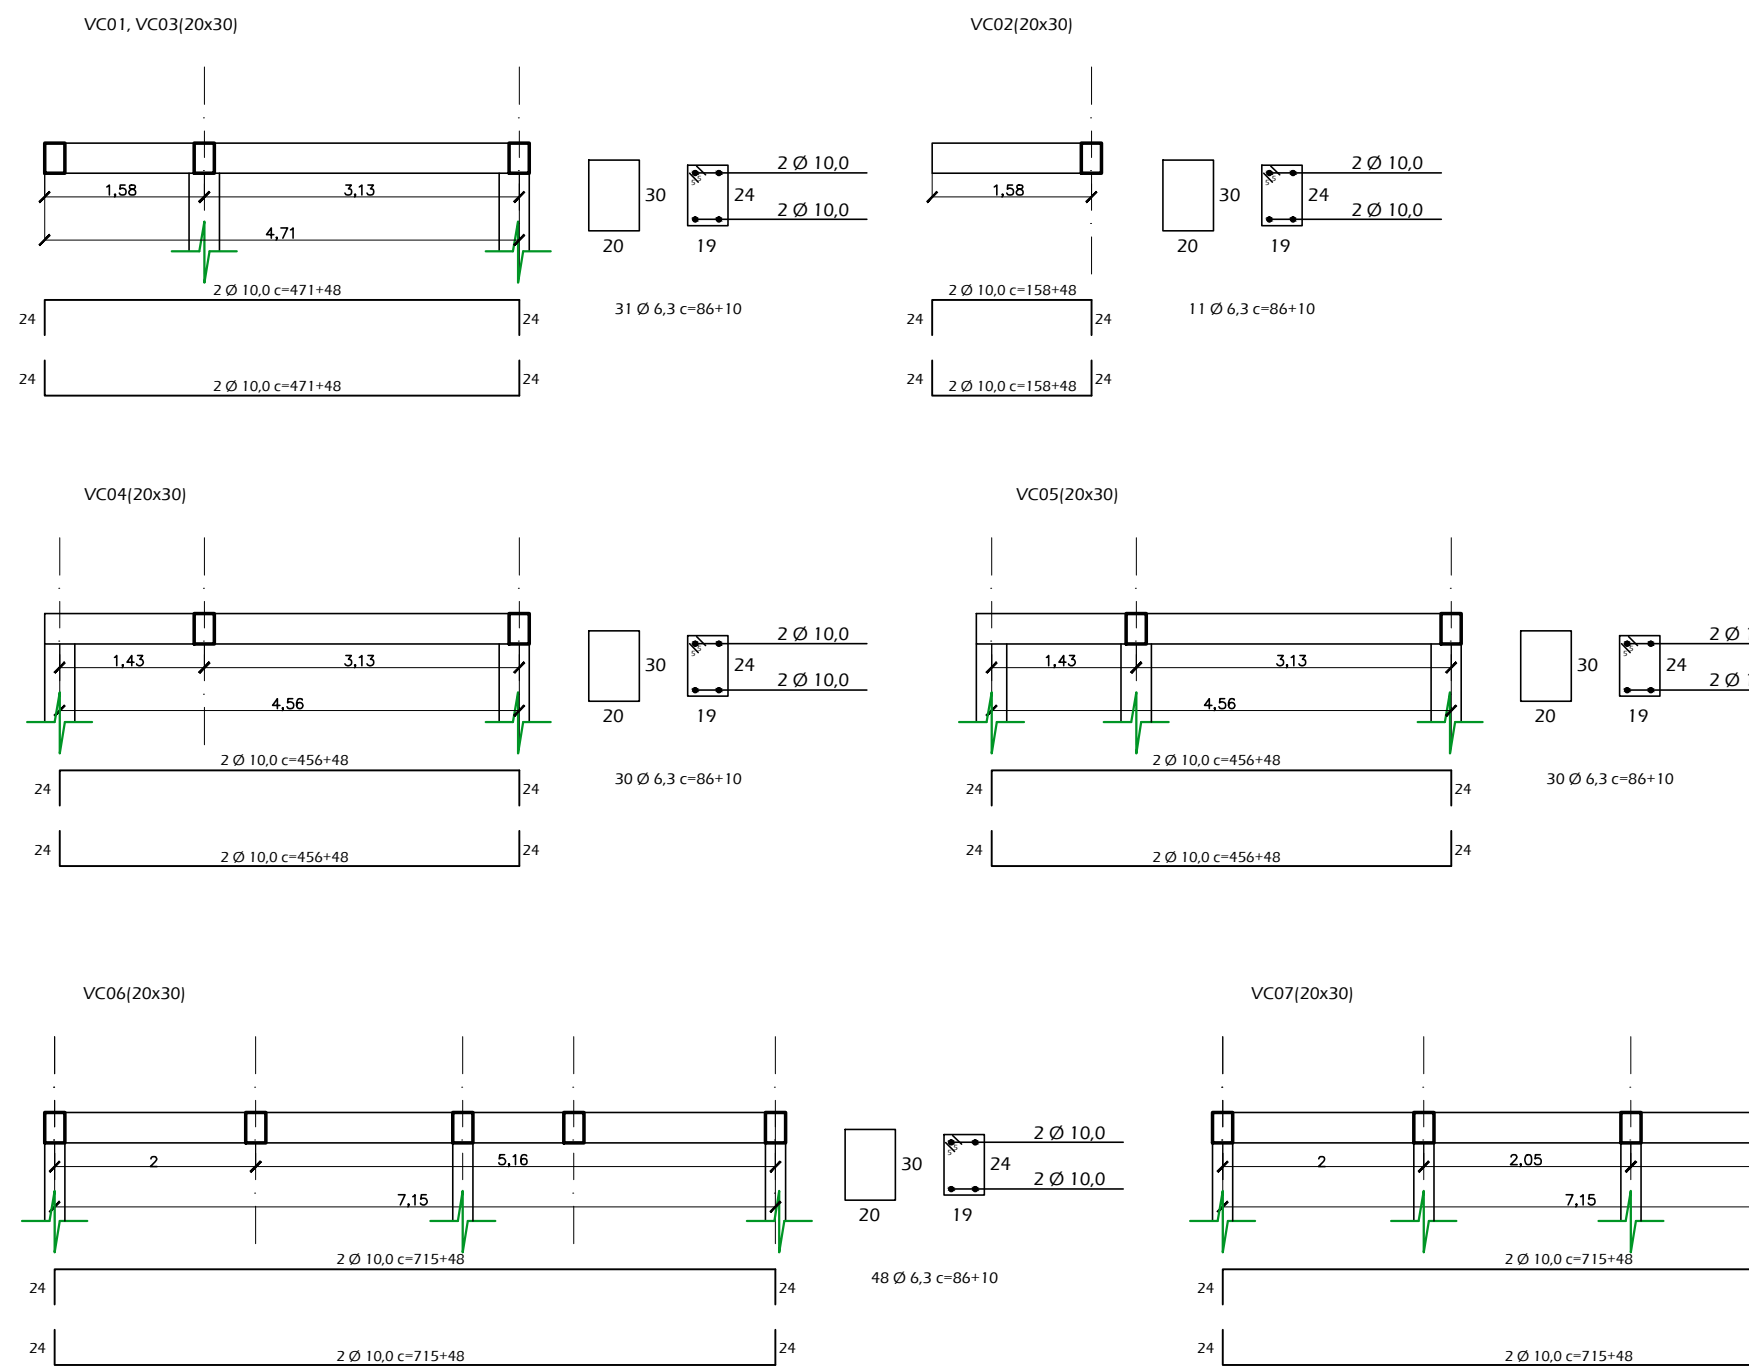 VC01, VC03(20x30)
1,58
3,13
4,71
30
20
24
19
2 Ø 10,0
2 Ø 10,0
2 Ø 10,0 c=471+48
24
24
31 Ø 6,3 c=86+10
24
24
2 Ø 10,0 c=471+48
VC02(20x30)
1,58
30
20
24
19
2 Ø 10,0
2 Ø 10,0
2 Ø 10,0 c=158+48
24
24
11 Ø 6,3 c=86+10
24
24
2 Ø 10,0 c=158+48
VC04(20x30)
1,43
3,13
4,56
30
20
24
19
2 Ø 10,0
2 Ø 10,0
2 Ø 10,0 c=456+48
24
24
30 Ø 6,3 c=86+10
24
24
2 Ø 10,0 c=456+48
VC05(20x30)
1,43
3,13
4,56
30
20
24
19
2 Ø
2 Ø
2 Ø 10,0 c=456+48
24
24
30 Ø 6,3 c=86+10
24
24
2 Ø 10,0 c=456+48
VC06(20x30)
2
5,16
7,15
30
20
24
19
2 Ø 10,0
2 Ø 10,0
2 Ø 10,0 c=715+48
24
24
48 Ø 6,3 c=86+10
24
24
2 Ø 10,0 c=715+48
VC07(20x30)
2
2,05
7,15
2 Ø 10,0 c=715+48
24
24
2 Ø 10,0 c=715+48